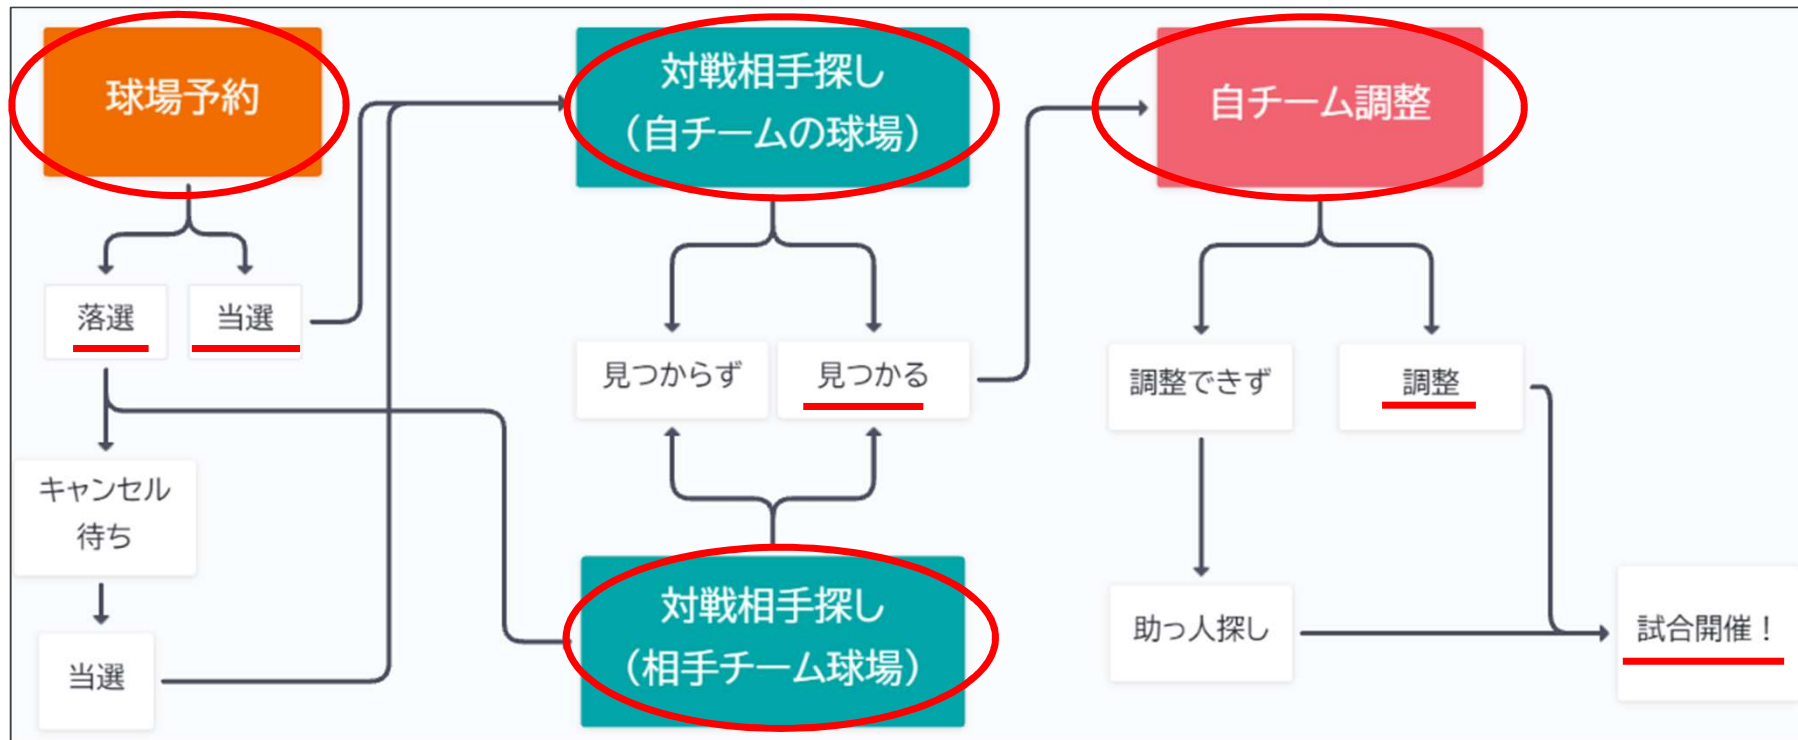 球場予約
対戦相手探し
（自チームの球場）
自チーム調整
落選
当選
見つからず
見つかる
調整できず
調整
キャンセル
待ち
当選
対戦相手探し
（相手チーム球場）
助っ人探し
試合開催！